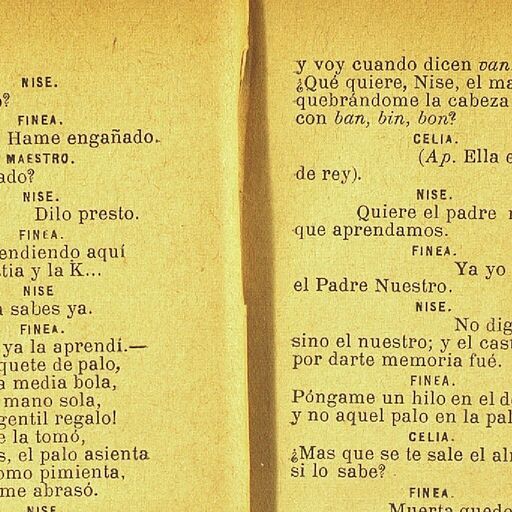 NISE.
o?
FINEA.
Hame engañado.
MAESTRO.
ado?
NISE.
Dilo presto.
FINEA.
endiendo aquí
tia y la K...
NISE
a sabes ya.
FINEA.
ya la aprendí.—
quete de palo,
a media bola,
mano sola,
gentil regalo!
e la tomó,
s, el palo asienta
omo pimienta,
me abrasó.
NISE
y voy cuando dicen van
¿Qué quiere, Nise, el ma
quebrándome la cabeza
con ban, bin, bon?
CELIA.
(Ap. Ella e
de rey).
NISE.
Quiere el padre
que aprendamos.
FINEA.
Ya yo
el Padre Nuestro.
NISE.
No dig
sino el nuestro; y el cast
por darte memoria fué.
FINEA.
Póngame un hilo en el de
y no aquel palo en la pal
CELIA.
¿Mas que se te sale el al
si lo sabe?
FINEA.
Muerta quedo